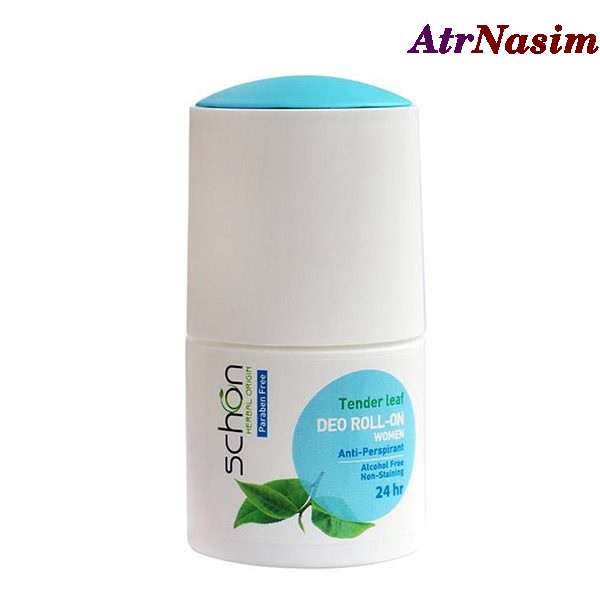 AtrNasim
schon
HERBAL ORIGIN
Paraben Free
Tender leaf
DEO ROLL-ON
WOMEN
Anti-Perspirant
Alcohol Free
Non-Staining
24 hr